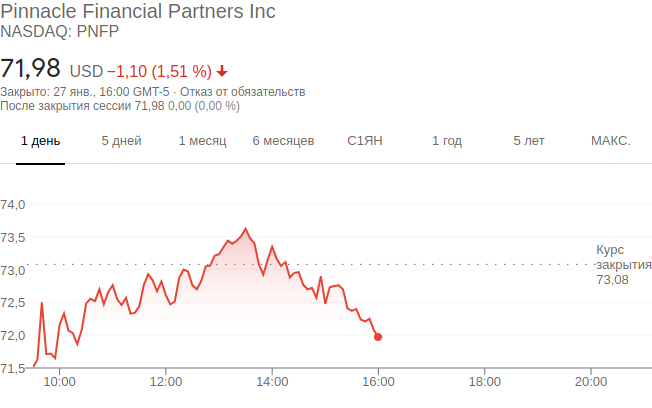 Pinnacle Financial Partners Inc
NASDAQ: PNFP
71,98 USD −1,10 (1,51 %)
Закрыто: 27 янв., 16:00 GMT-5 · Отказ от обязательств
После закрытия сессии 71,98 0,00 (0,00 %)
1 день 5 дней 1 месяц 6 месяцев С1ЯН 1 год 5 лет МАКС.
74,0
73,5
Курс
73,0
закрытия
73,08
72,5
72,0
71,5
10:00 12:00 14:00 16:00 18:00 20:00